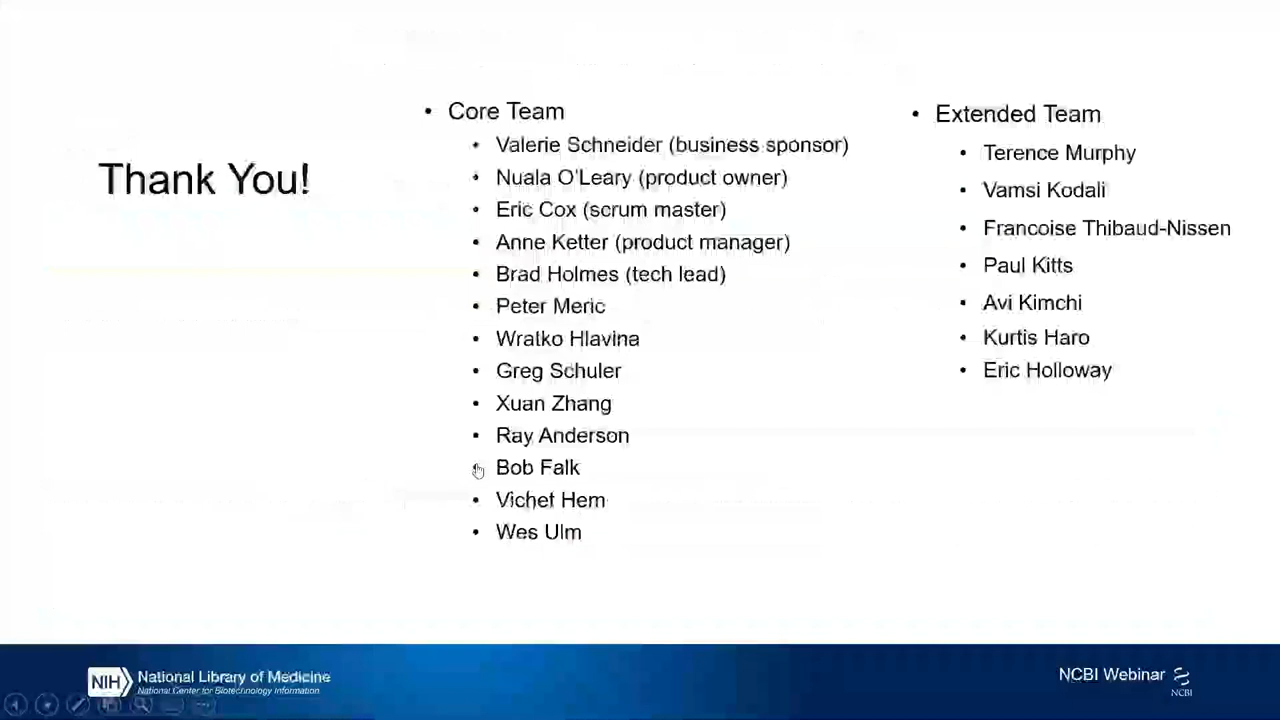 Thank You!
• Core Team
• Valerie Schneider (business sponsor)
• Nuala O'Leary (product owner)
• Eric Cox (scrum master)
• Anne Ketter (product manager)
• Brad Holmes (tech lead)
• Peter Meric
• Wratko Hlavina
• Greg Schuler
• Xuan Zhang
• Ray Anderson
• Bob Falk
• Vichet Hem
• Wes Ulm
• Extended Team
• Terence Murphy
• Vamsi Kodali
• Francoise Thibaud-Nissen
• Paul Kitts
• Avi Kimchi
• Kurtis Haro
• Eric Holloway
NIH
National Library of Medicine
National Center for Biotechnology Information
NCBI Webinar
NCBI